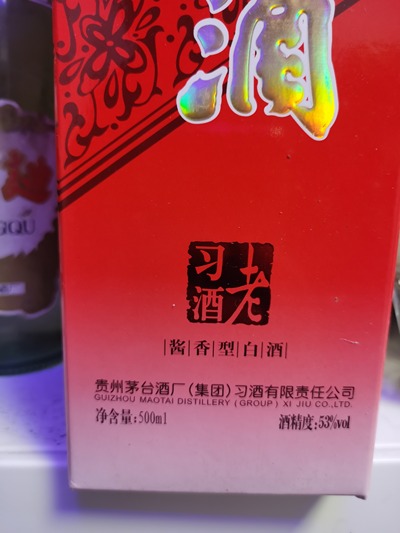 GQU
老
习
酒
酱香型白酒
贵州茅台酒厂(集团)习酒有限责任公司
GUIZHOU MAOTAI DISTILLERY (GROUP) XI JIU CO.,LTD.
净含量:500ml 酒精度:53%vol